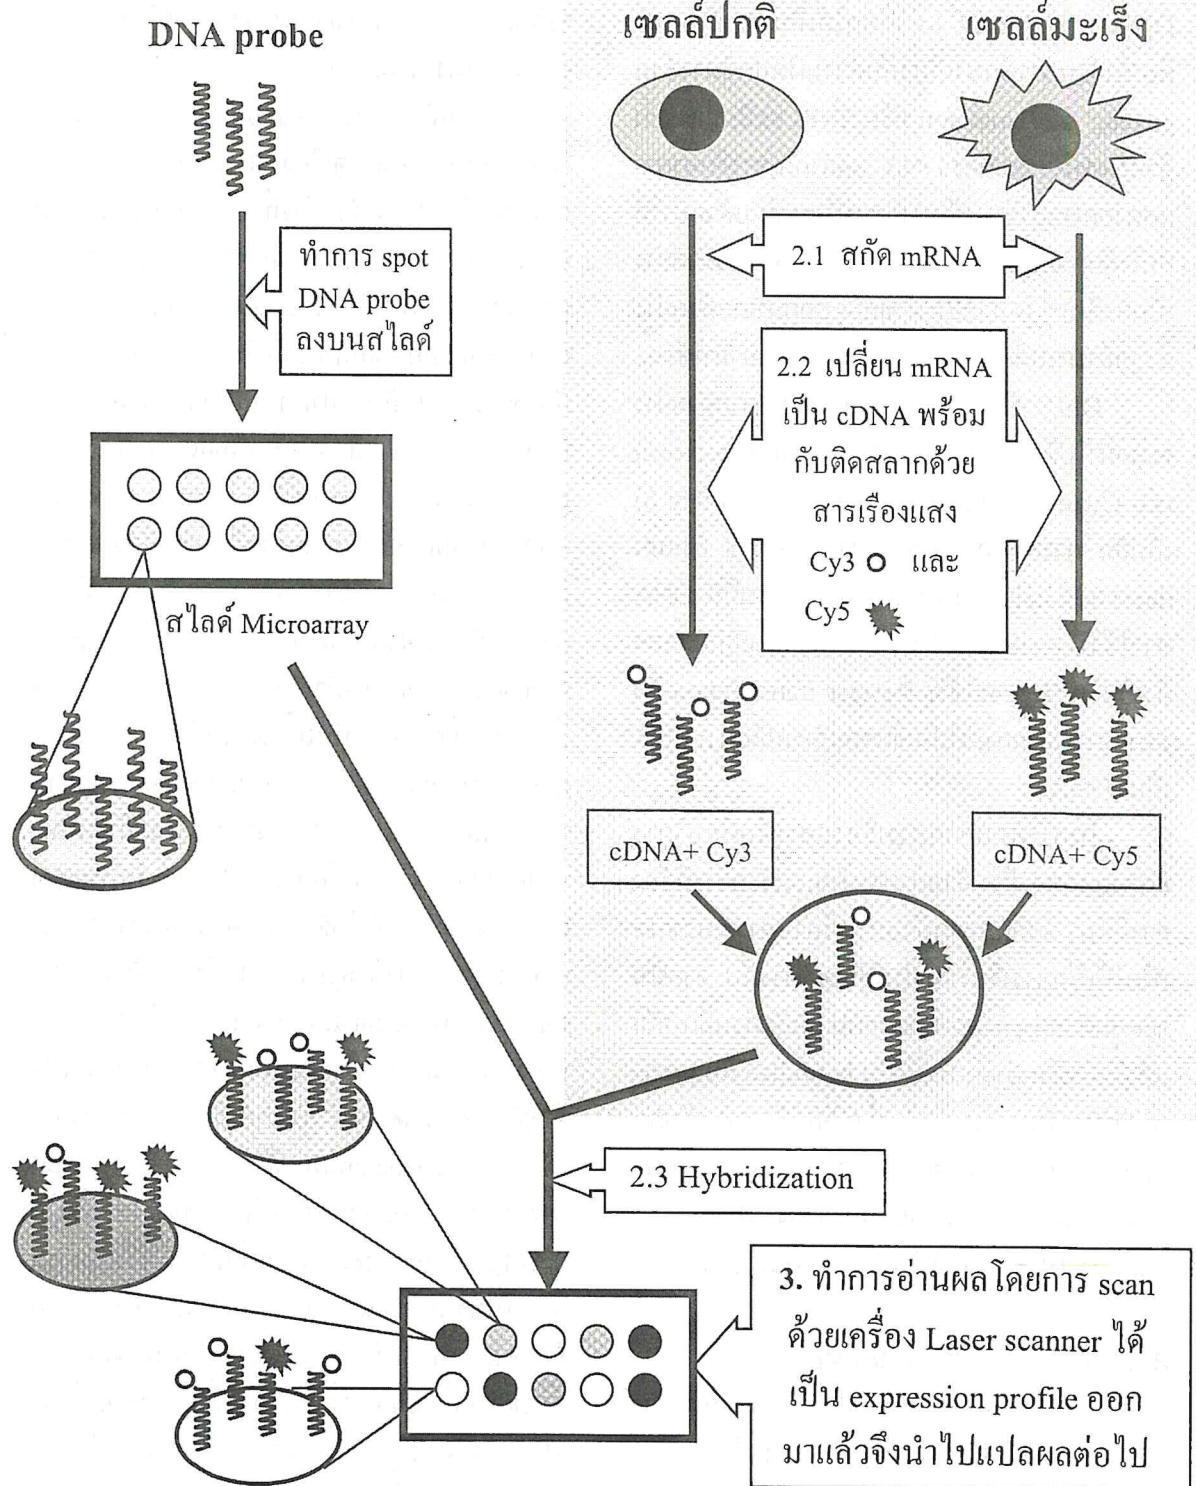 DNA probe
เซลล์ปกติ
เซลล์มะเร็ง
ทำการ spot
DNA probe
ลงบนสไลด์
2.1 สกัด mRNA
2.2 เปลี่ยน mRNA
เป็น cDNA พร้อม
กับติดสลากด้วย
สารเรืองแสง
Cy3 และ
Cy5
สไลด์ Microarray
cDNA+ Cy3
cDNA+ Cy5
2.3 Hybridization
3. ทำการอ่านผลโดยการ scan
ด้วยเครื่อง Laser scanner ได้
เป็น expression profile ออก
มาแล้วจึงนำไปแปลผลต่อไป